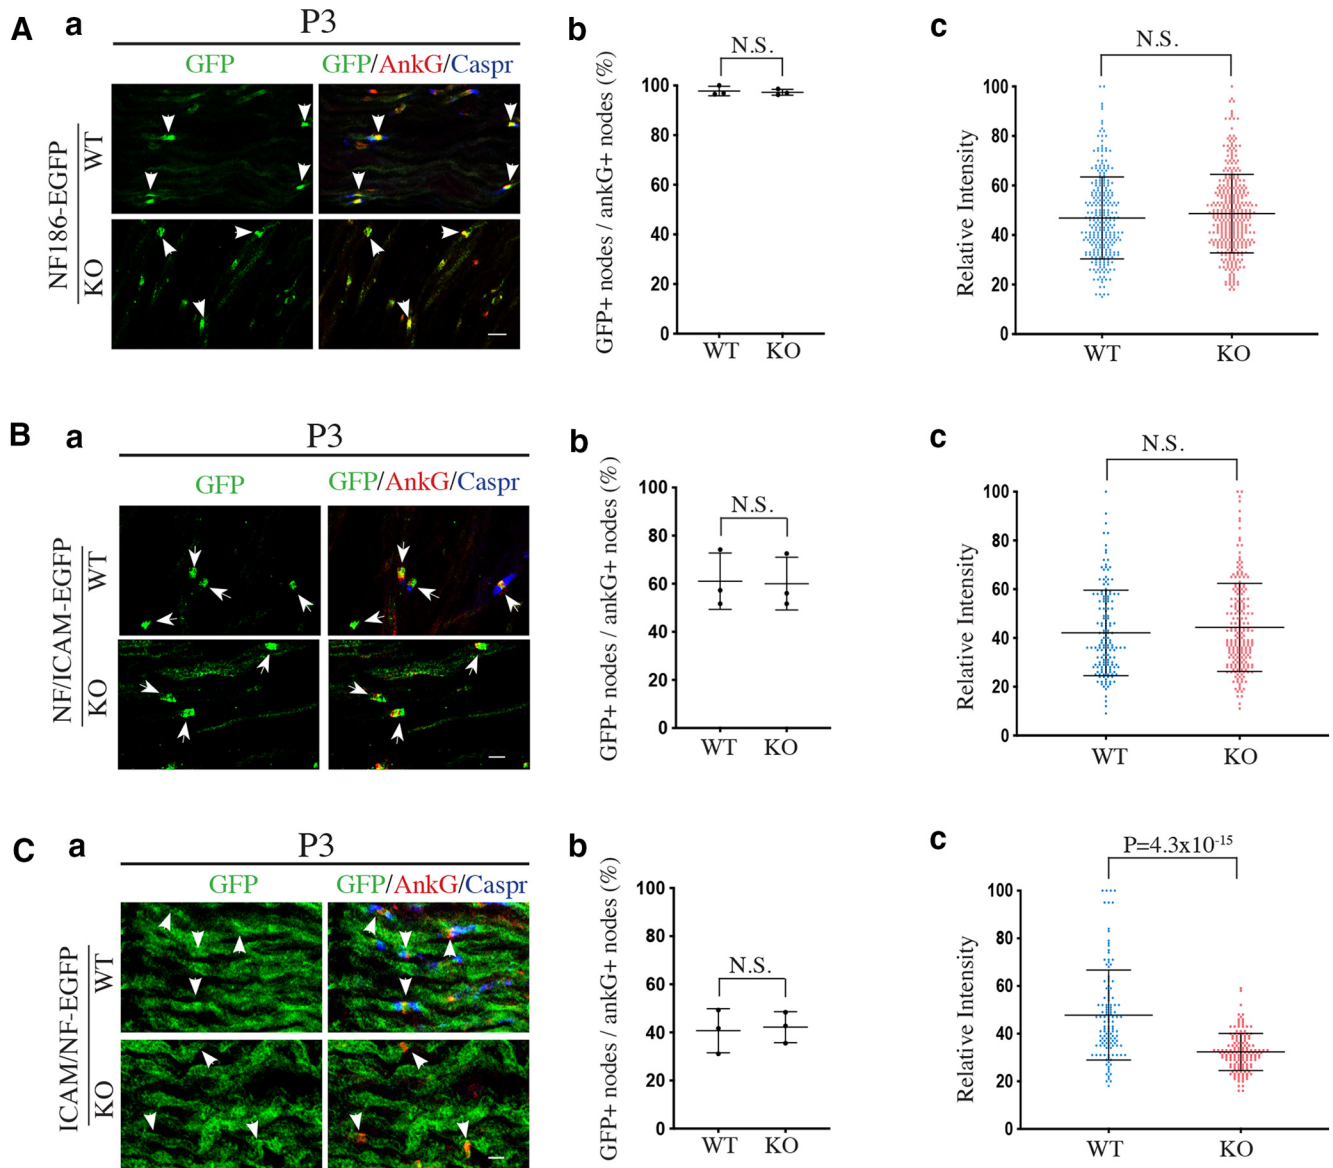 A a P3
GFP GFP/AnkG/Caspr
NF186-EGFP
WT
KO
b
N.S.
GFP+ nodes / ankG+ nodes (%)
100
80
60
40
20
0
WT KO
c
N.S.
Relative Intensity
100
80
60
40
20
0
WT KO
B a P3
GFP GFP/AnkG/Caspr
NF/ICAM-EGFP
WT
KO
b
N.S.
GFP+ nodes / ankG+ nodes (%)
100
80
60
40
20
0
WT KO
c
N.S.
Relative Intensity
100
80
60
40
20
0
WT KO
C a P3
GFP GFP/AnkG/Caspr
ICAM/NF-EGFP
WT
KO
b
N.S.
GFP+ nodes / ankG+ nodes (%)
100
80
60
40
20
0
WT KO
c
P=4.3x10⁻¹⁵
Relative Intensity
100
80
60
40
20
0
WT KO